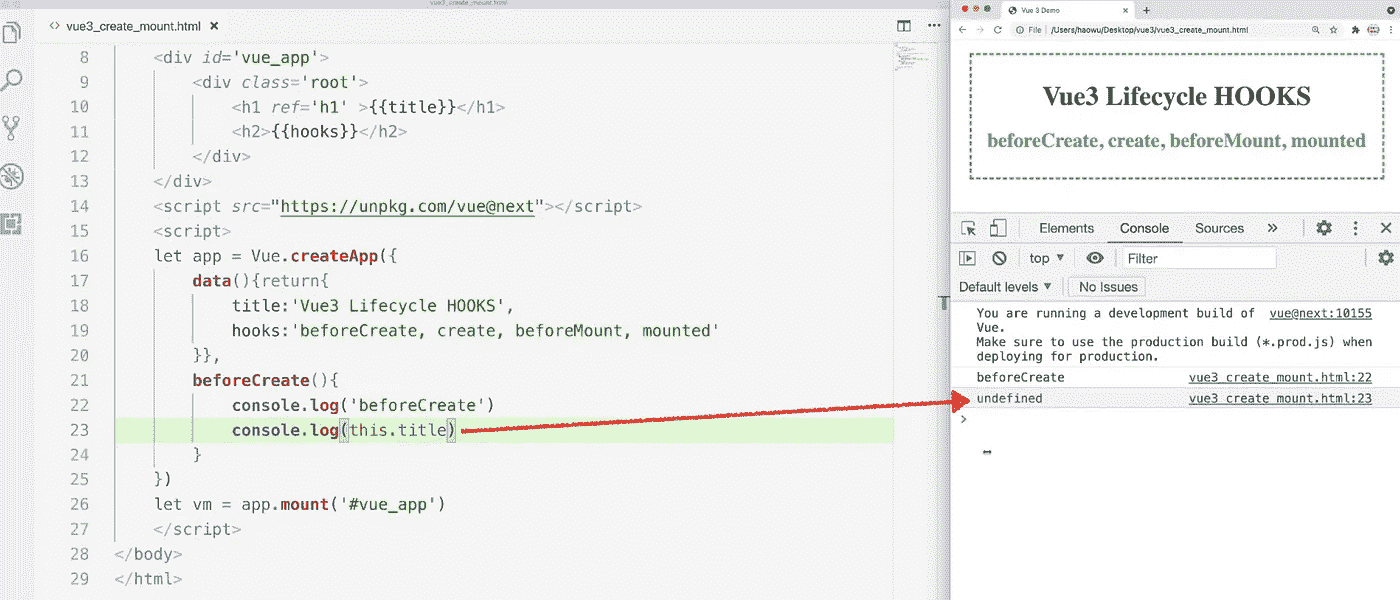 vue3_create_mount.html
<> vue3_create_mount.html ×
8 <div id='vue_app'>
9 <div class='root'>
10 <h1 ref='h1' >{{title}}</h1>
11 <h2>{{hooks}}</h2>
12 </div>
13 </div>
14 <script src="https://unpkg.com/vue@next"></script>
15 <script>
16 let app = Vue.createApp({
17 data(){return{
18 title:'Vue3 Lifecycle HOOKS',
19 hooks:'beforeCreate, create, beforeMount, mounted'
20 }},
21 beforeCreate(){
22 console.log('beforeCreate')
23 console.log(this.title)
24 }
25 })
26 let vm = app.mount('#vue_app')
27 </script>
28 </body>
29 </html>
Vue 3 Demo
File | /Users/haowu/Desktop/vue3/vue3_create_mount.html
Vue3 Lifecycle HOOKS
beforeCreate, create, beforeMount, mounted
Elements Console Sources »
top ▼ Filter
Default levels ▼ No Issues
You are running a development build of vue@next:10155
Vue.
Make sure to use the production build (*.prod.js) when
deploying for production.
beforeCreate vue3_create_mount.html:22
undefined vue3_create_mount.html:23
>